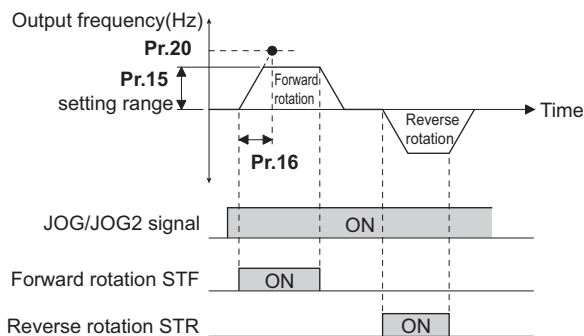 Output frequency(Hz)
Pr.20
Pr.15
setting range
Forward
rotation
Time
Reverse
rotation
Pr.16
JOG/JOG2 signal
ON
Forward rotation STF
ON
Reverse rotation STR
ON